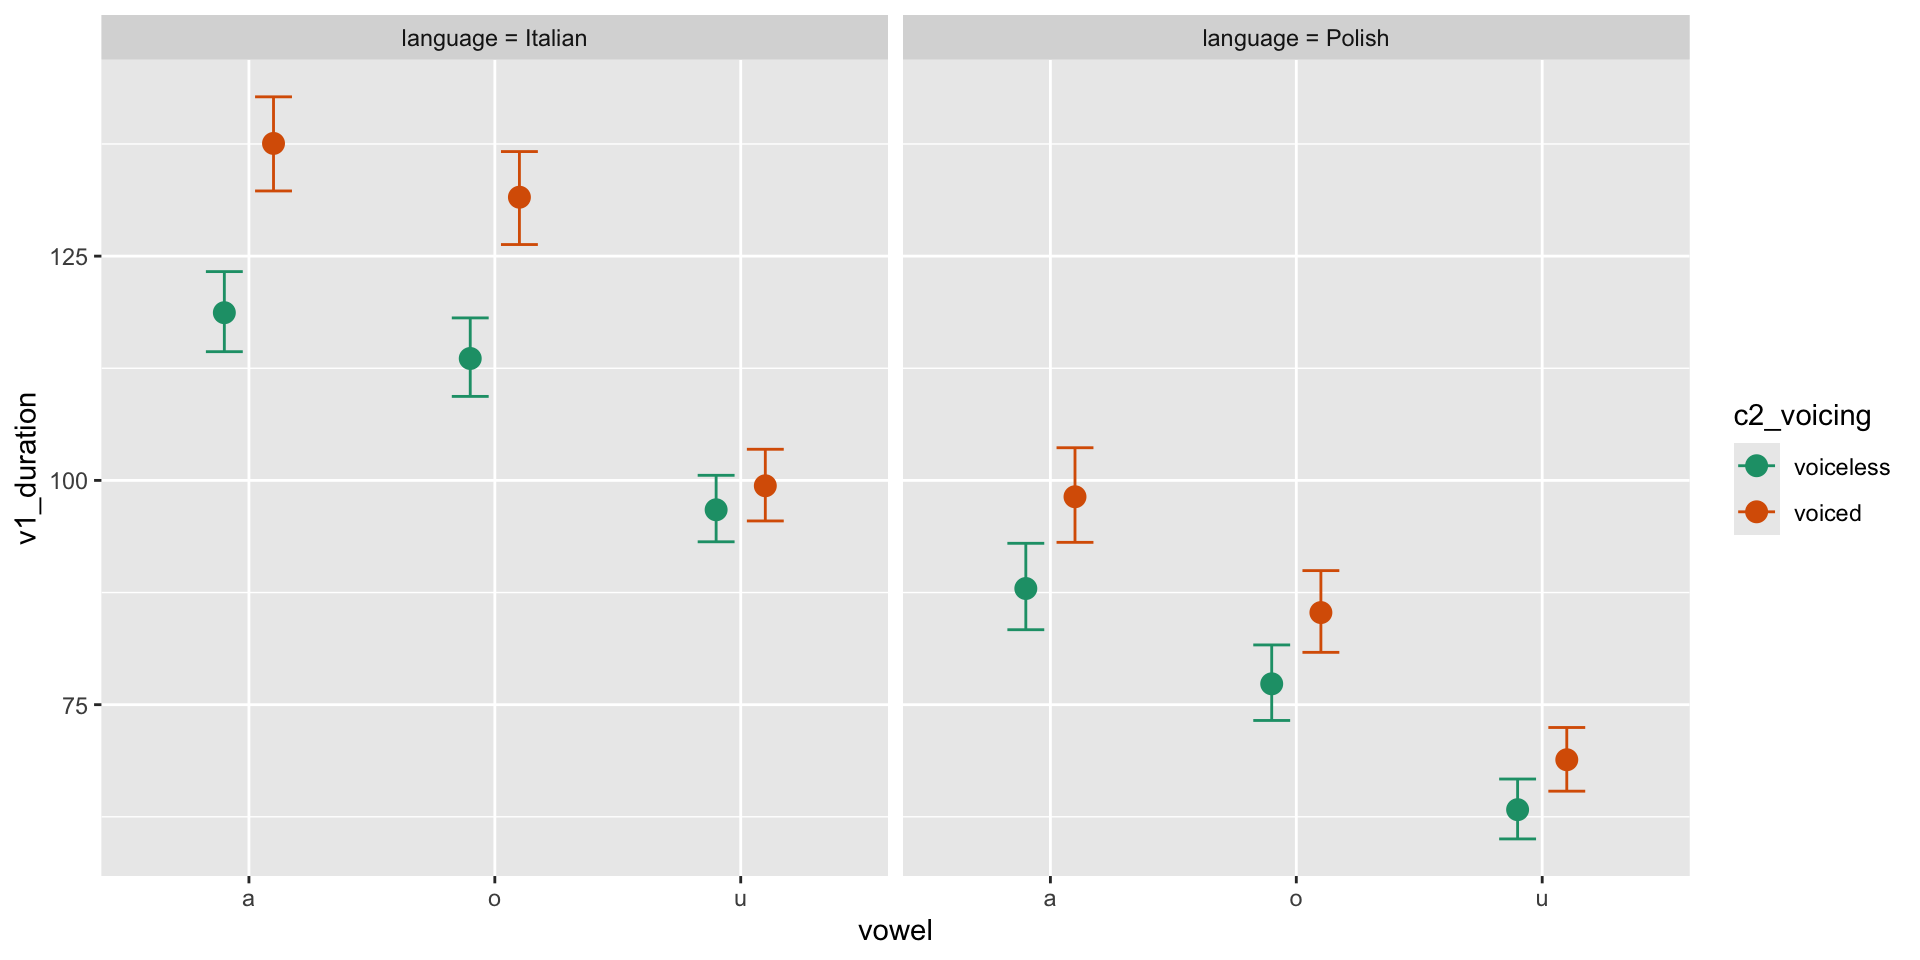 language = Italian
language = Polish
v1_duration
125
100
75
a
o
u
a
o
u
vowel
c2_voicing
voiceless
voiced